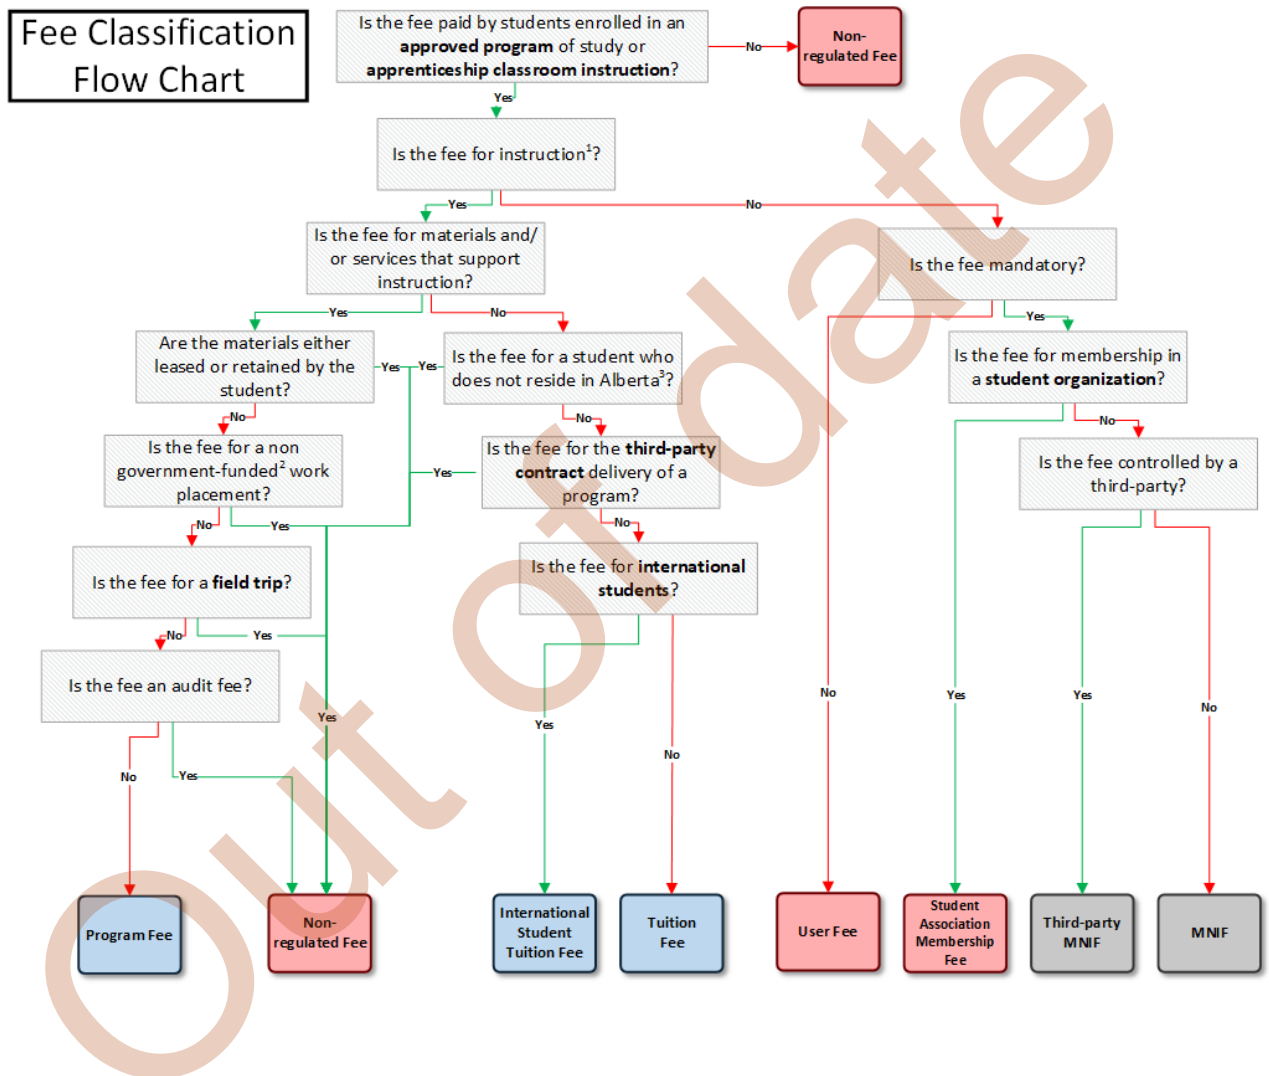 Fee Classification
Flow Chart
Is the fee paid by students enrolled in an
approved program of study or
apprenticeship classroom instruction?
No
Non-
regulated Fee
Yes
Is the fee for instruction¹?
Yes
No
Is the fee for materials and/
or services that support
instruction?
Is the fee mandatory?
Yes
No
Yes
Are the materials either
leased or retained by the
student?
Yes
Yes
Is the fee for a student who
does not reside in Alberta³?
Is the fee for membership in
a student organization?
No
No
No
Is the fee for a non
government-funded² work
placement?
Yes
Is the fee for the third-party
contract delivery of a
program?
Is the fee controlled by a
third-party?
No
Yes
No
Is the fee for a field trip?
Is the fee for international
students?
No
Yes
Is the fee an audit fee?
Yes
No
Yes
Yes
No
Yes
No
Yes
Yes
No
Program Fee
Non-
regulated Fee
International
Student
Tuition Fee
Tuition
Fee
User Fee
Student
Association
Membership
Fee
Third-party
MNIF
MNIF
Out of date